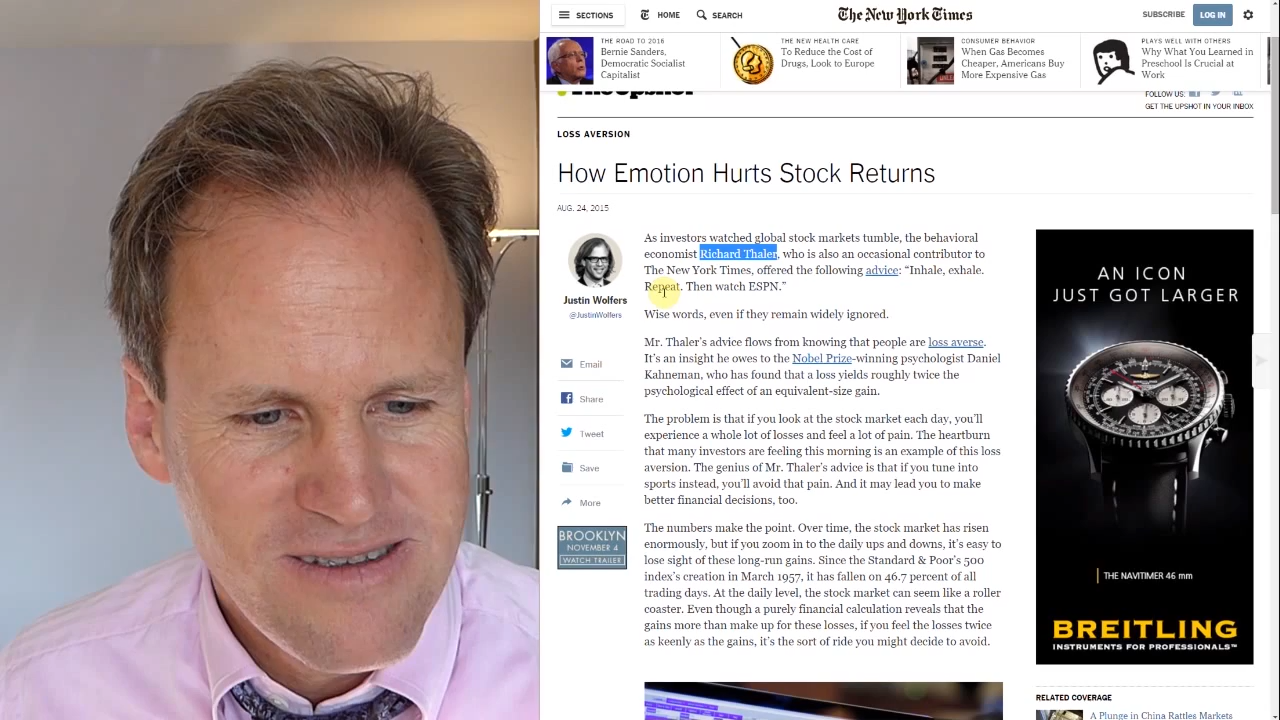 SECTIONS
HOME
SEARCH
The New York Times
SUBSCRIBE
LOG IN
THE ROAD TO 2016
Bernie Sanders,
Democratic Socialist
Capitalist
THE NEW HEALTH CARE
To Reduce the Cost of
Drugs, Look to Europe
CONSUMER BEHAVIOR
When Gas Becomes
Cheaper, Americans Buy
More Expensive Gas
PLAYS WELL WITH OTHERS
Why What You Learned in
Preschool Is Crucial at
Work
TheUpshot
FOLLOW US:
GET THE UPSHOT IN YOUR INBOX
LOSS AVERSION
How Emotion Hurts Stock Returns
AUG. 24, 2015
Justin Wolfers
@JustinWolfers
Email
Share
Tweet
Save
More
BROOKLYN
NOVEMBER 4
WATCH TRAILER
As investors watched global stock markets tumble, the behavioral
economist Richard Thaler, who is also an occasional contributor to
The New York Times, offered the following advice: “Inhale, exhale.
Repeat. Then watch ESPN.”
Wise words, even if they remain widely ignored.
Mr. Thaler’s advice flows from knowing that people are loss averse.
It’s an insight he owes to the Nobel Prize-winning psychologist Daniel
Kahneman, who has found that a loss yields roughly twice the
psychological effect of an equivalent-size gain.
The problem is that if you look at the stock market each day, you’ll
experience a whole lot of losses and feel a lot of pain. The heartburn
that many investors are feeling this morning is an example of this loss
aversion. The genius of Mr. Thaler’s advice is that if you tune into
sports instead, you’ll avoid that pain. And it may lead you to make
better financial decisions, too.
The numbers make the point. Over time, the stock market has risen
enormously, but if you zoom in to the daily ups and downs, it’s easy to
lose sight of these long-run gains. Since the Standard & Poor’s 500
index’s creation in March 1957, it has fallen on 46.7 percent of all
trading days. At the daily level, the stock market can seem like a roller
coaster. Even though a purely financial calculation reveals that the
gains more than make up for these losses, if you feel the losses twice
as keenly as the gains, it’s the sort of ride you might decide to avoid.
AN ICON
JUST GOT LARGER
THE NAVITIMER 46 mm
BREITLING
INSTRUMENTS FOR PROFESSIONALS™
RELATED COVERAGE
A Plunge in China Rattles Markets